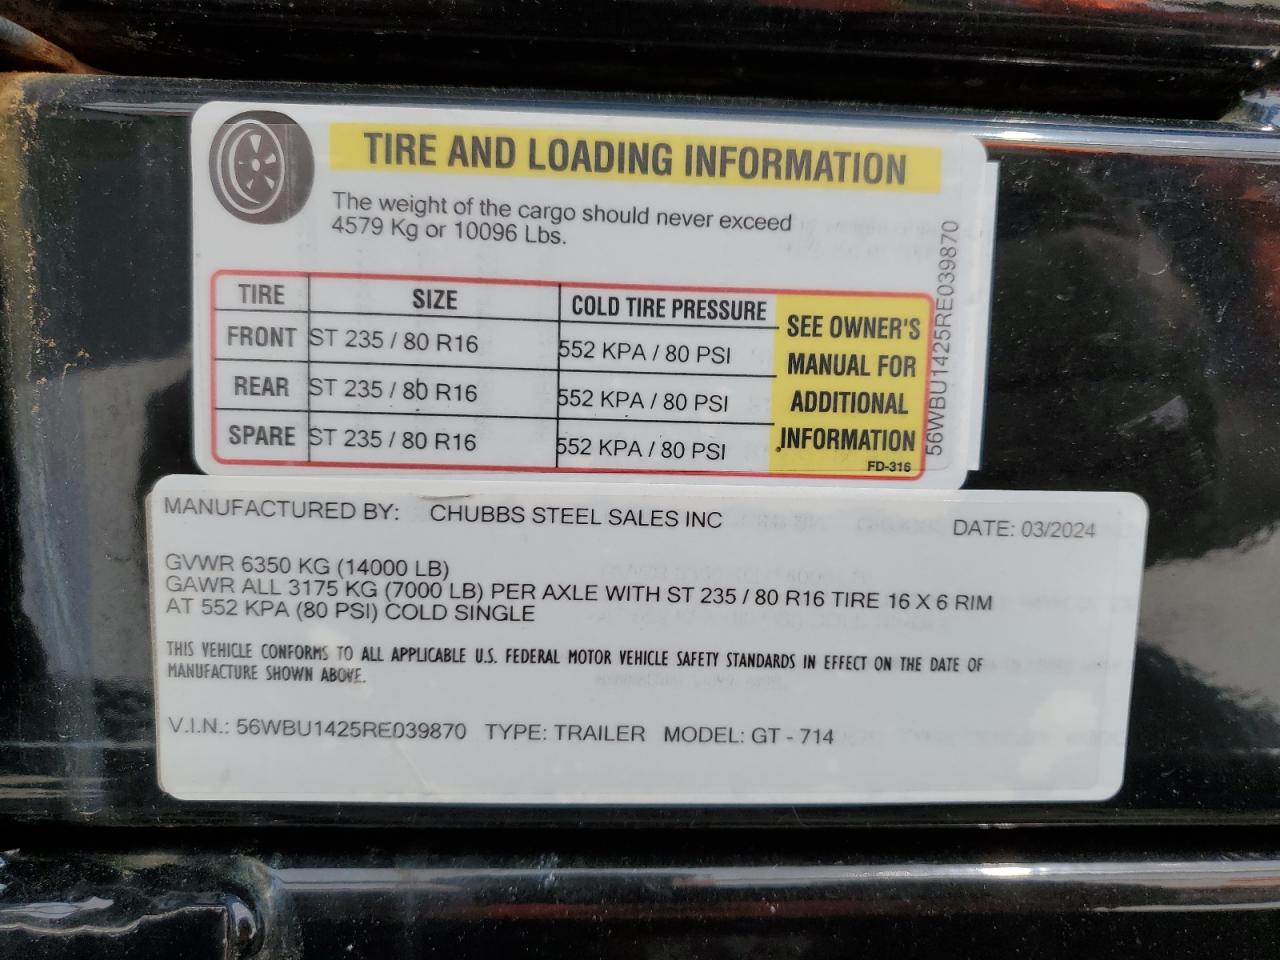 TIRE AND LOADING INFORMATION
The weight of the cargo should never exceed
4579 Kg or 10096 Lbs.
TIRE SIZE COLD TIRE PRESSURE
FRONT ST 235 / 80 R16 552 KPA / 80 PSI
REAR ST 235 / 80 R16 552 KPA / 80 PSI
SPARE ST 235 / 80 R16 552 KPA / 80 PSI
SEE OWNER'S
MANUAL FOR
ADDITIONAL
INFORMATION
FD-316
56WBU1425RE039870
MANUFACTURED BY: CHUBBS STEEL SALES INC DATE: 03/2024
GVWR 6350 KG (14000 LB)
GAWR ALL 3175 KG (7000 LB) PER AXLE WITH ST 235 / 80 R16 TIRE 16 X 6 RIM
AT 552 KPA (80 PSI) COLD SINGLE
THIS VEHICLE CONFORMS TO ALL APPLICABLE U.S. FEDERAL MOTOR VEHICLE SAFETY STANDARDS IN EFFECT ON THE DATE OF
MANUFACTURE SHOWN ABOVE.
V.I.N.: 56WBU1425RE039870 TYPE: TRAILER MODEL: GT - 714